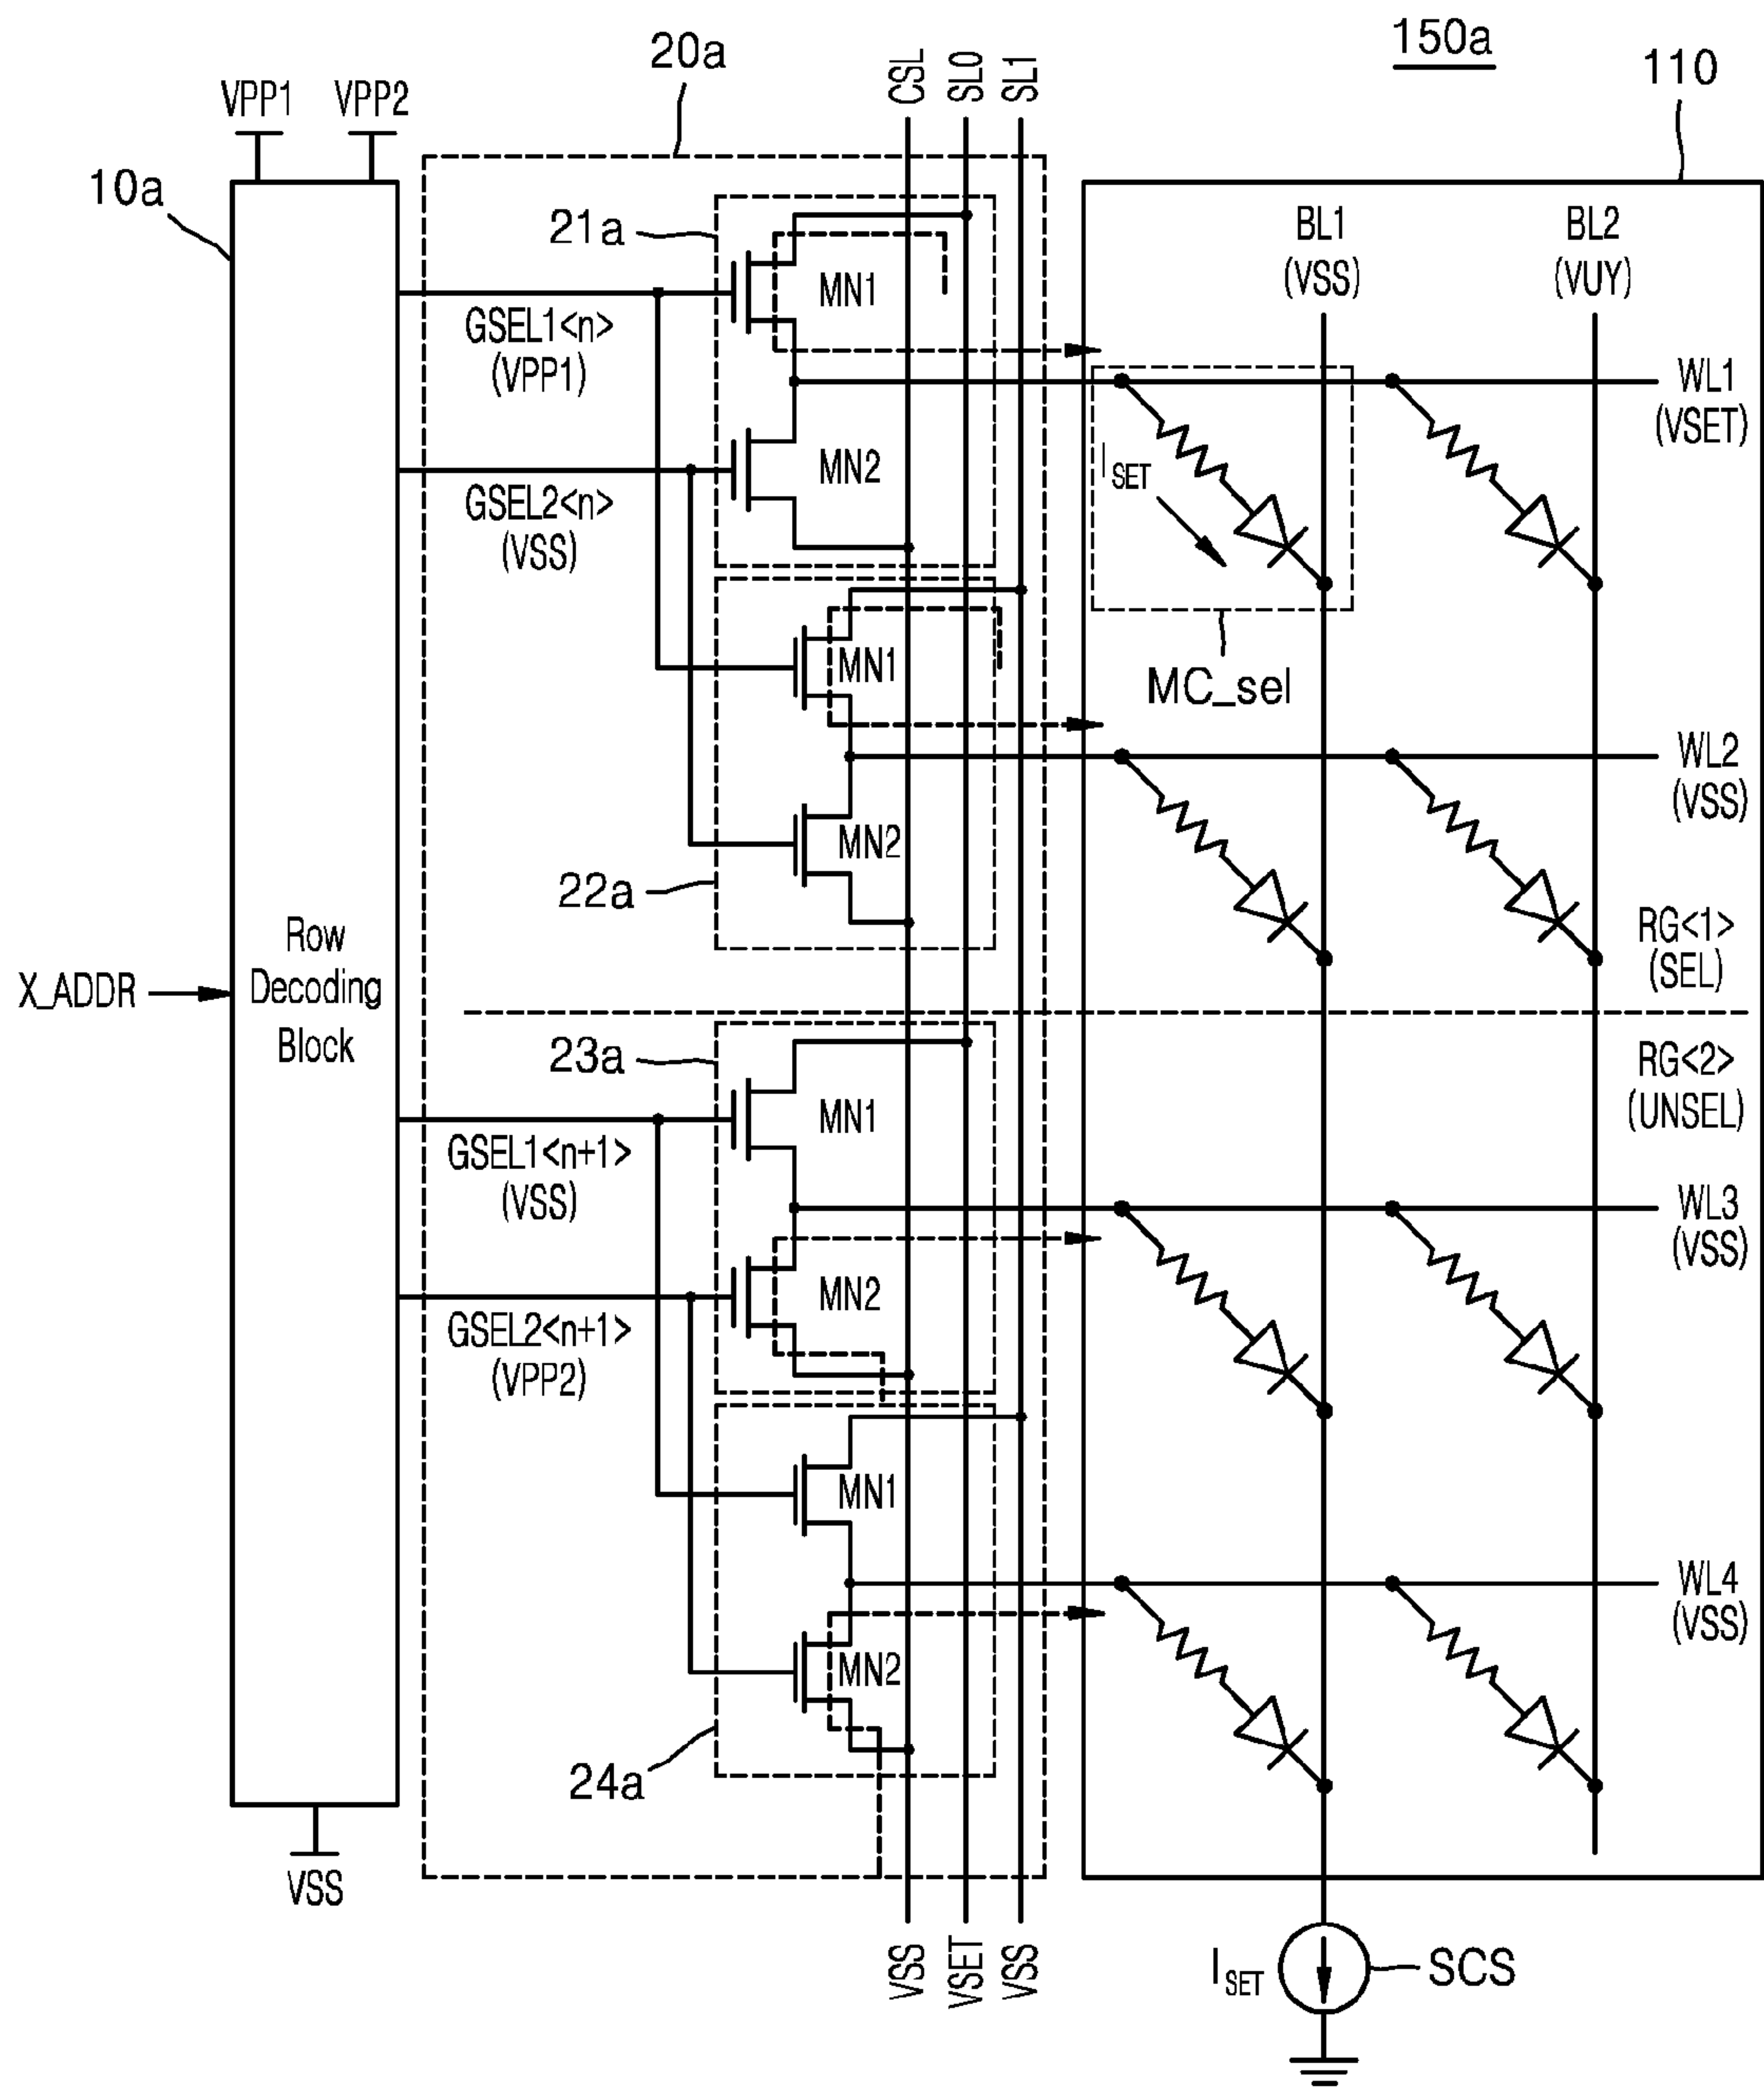 150a
20a
CSL
SL0
SL1
110
VPP1
VPP2
10a
21a
BL1
(VSS)
BL2
(VUY)
MN1
GSEL1<n>
(VPP1)
WL1
(VSET)
MN2
ISET
GSEL2<n>
(VSS)
MN1
MC_sel
WL2
(VSS)
MN2
22a
RG<1>
(SEL)
Row
Decoding
Block
X_ADDR
23a
RG<2>
(UNSEL)
MN1
GSEL1<n+1>
(VSS)
WL3
(VSS)
MN2
GSEL2<n+1>
(VPP2)
MN1
WL4
(VSS)
MN2
24a
VSS
VSS
VSET
VSS
ISET
SCS